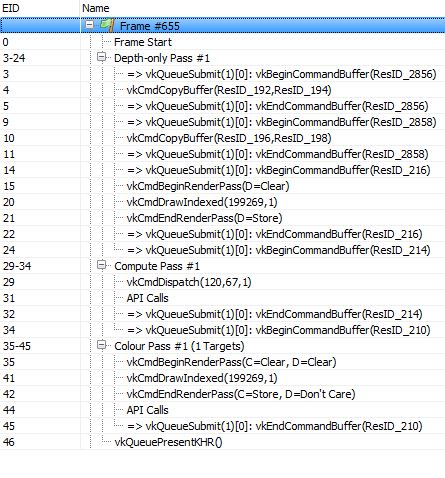 EID Name
Frame #655
0 Frame Start
3-24 Depth-only Pass #1
3 => vkQueueSubmit(1)[0]: vkBeginCommandBuffer(ResID_2856)
4 vkCmdCopyBuffer(ResID_192,ResID_194)
5 => vkQueueSubmit(1)[0]: vkEndCommandBuffer(ResID_2856)
9 => vkQueueSubmit(1)[0]: vkBeginCommandBuffer(ResID_2858)
10 vkCmdCopyBuffer(ResID_196,ResID_198)
11 => vkQueueSubmit(1)[0]: vkEndCommandBuffer(ResID_2858)
14 => vkQueueSubmit(1)[0]: vkBeginCommandBuffer(ResID_216)
15 vkCmdBeginRenderPass(D=Clear)
20 vkCmdDrawIndexed(199269,1)
21 vkCmdEndRenderPass(D=Store)
22 => vkQueueSubmit(1)[0]: vkEndCommandBuffer(ResID_216)
24 => vkQueueSubmit(1)[0]: vkBeginCommandBuffer(ResID_214)
29-34 Compute Pass #1
29 vkCmdDispatch(120,67,1)
31 API Calls
32 => vkQueueSubmit(1)[0]: vkEndCommandBuffer(ResID_214)
34 => vkQueueSubmit(1)[0]: vkBeginCommandBuffer(ResID_210)
35-45 Colour Pass #1 (1 Targets)
35 vkCmdBeginRenderPass(C=Clear, D=Clear)
41 vkCmdDrawIndexed(199269,1)
42 vkCmdEndRenderPass(C=Store, D=Don't Care)
44 API Calls
45 => vkQueueSubmit(1)[0]: vkEndCommandBuffer(ResID_210)
46 vkQueuePresentKHR()